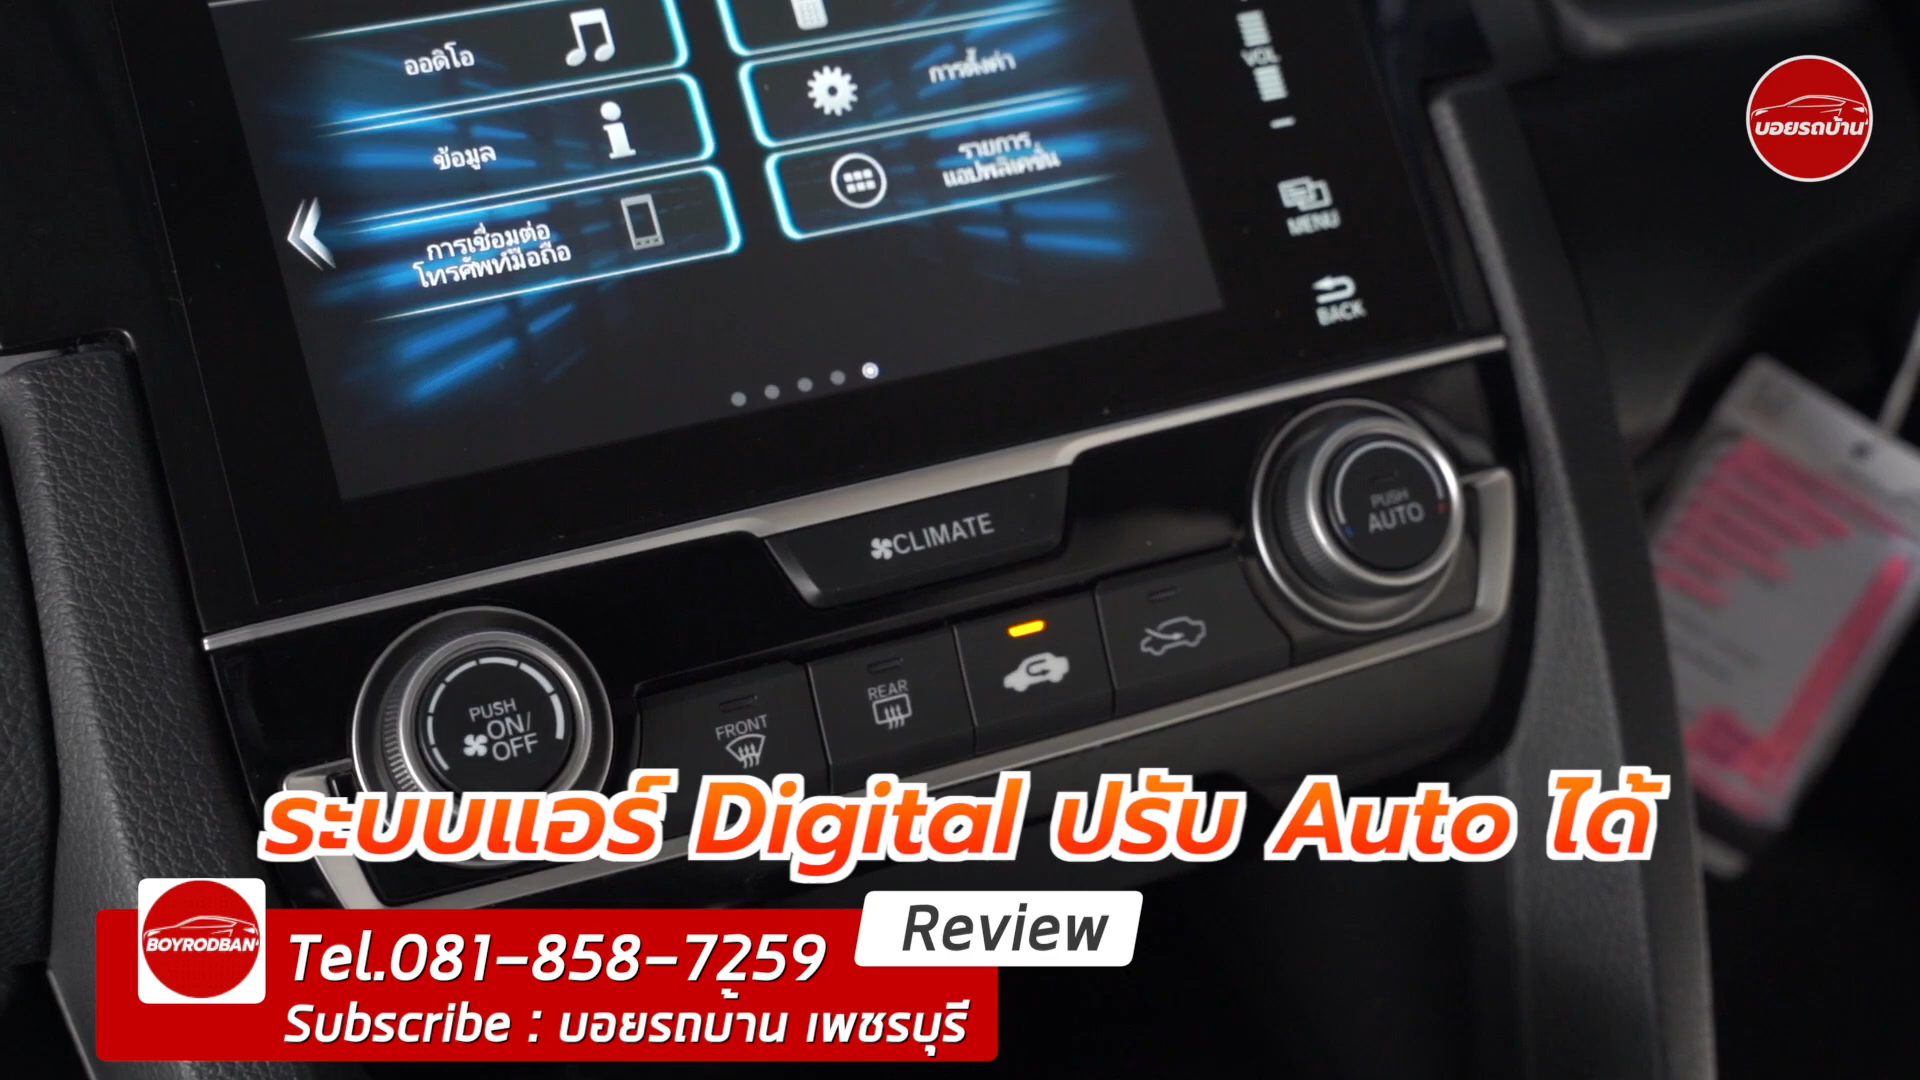 ออดิโอ
การตั้งค่า
ข้อมูล
รายการ
แอปพลิเคชั่น
การเชื่อมต่อ
โทรศัพท์มือถือ
VOL
MENU
BACK
บอยรถบ้าน
CLIMATE
PUSH
AUTO
PUSH
ON/
OFF
FRONT
REAR
ระบบแอร์ Digital ปรับ Auto ได้
Review
BOYRODBAN
Tel.081-858-7259
Subscribe : บอยรถบ้าน เพชรบุรี